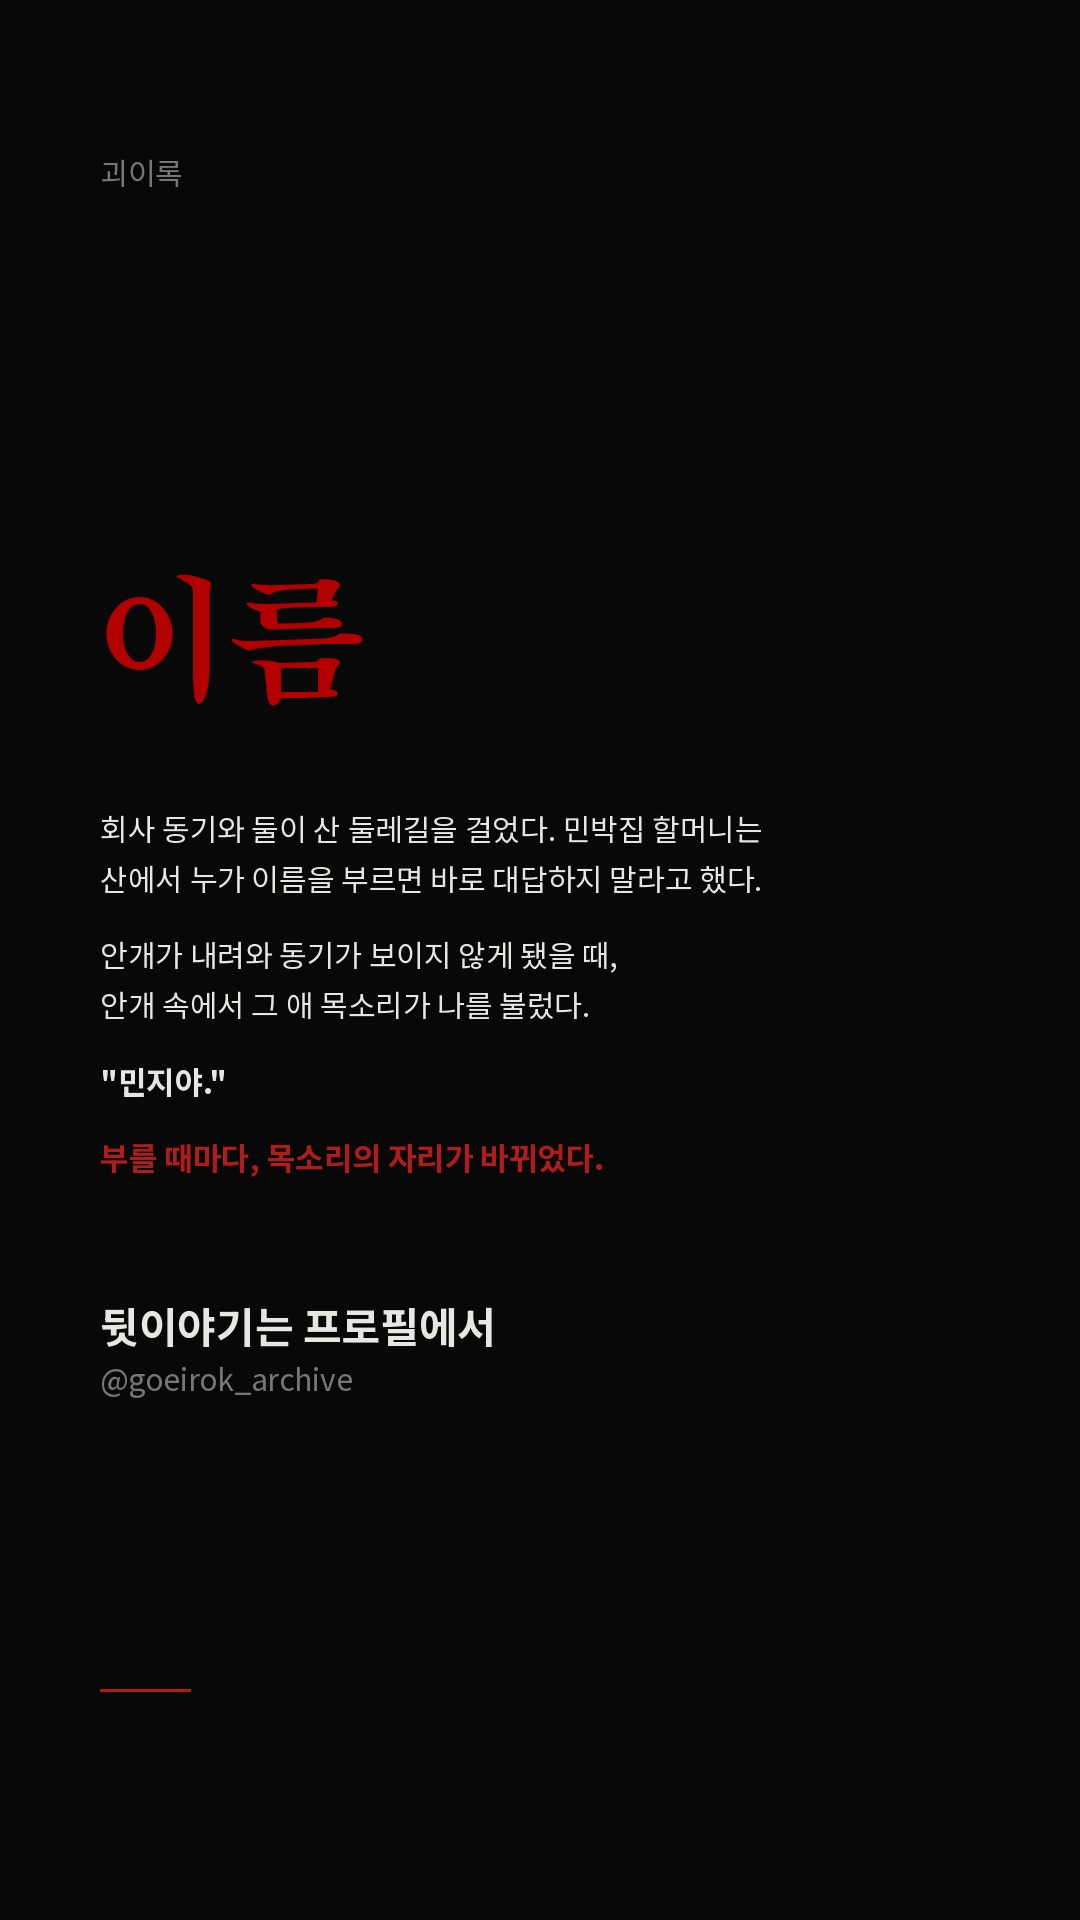 괴이록
이름
회사 동기와 둘이 산 둘레길을 걸었다. 민박집 할머니는
산에서 누가 이름을 부르면 바로 대답하지 말라고 했다.
안개가 내려와 동기가 보이지 않게 됐을 때,
안개 속에서 그 애 목소리가 나를 불렀다.
"민지야."
부를 때마다, 목소리의 자리가 바뀌었다.
뒷이야기는 프로필에서
@goeirok_archive